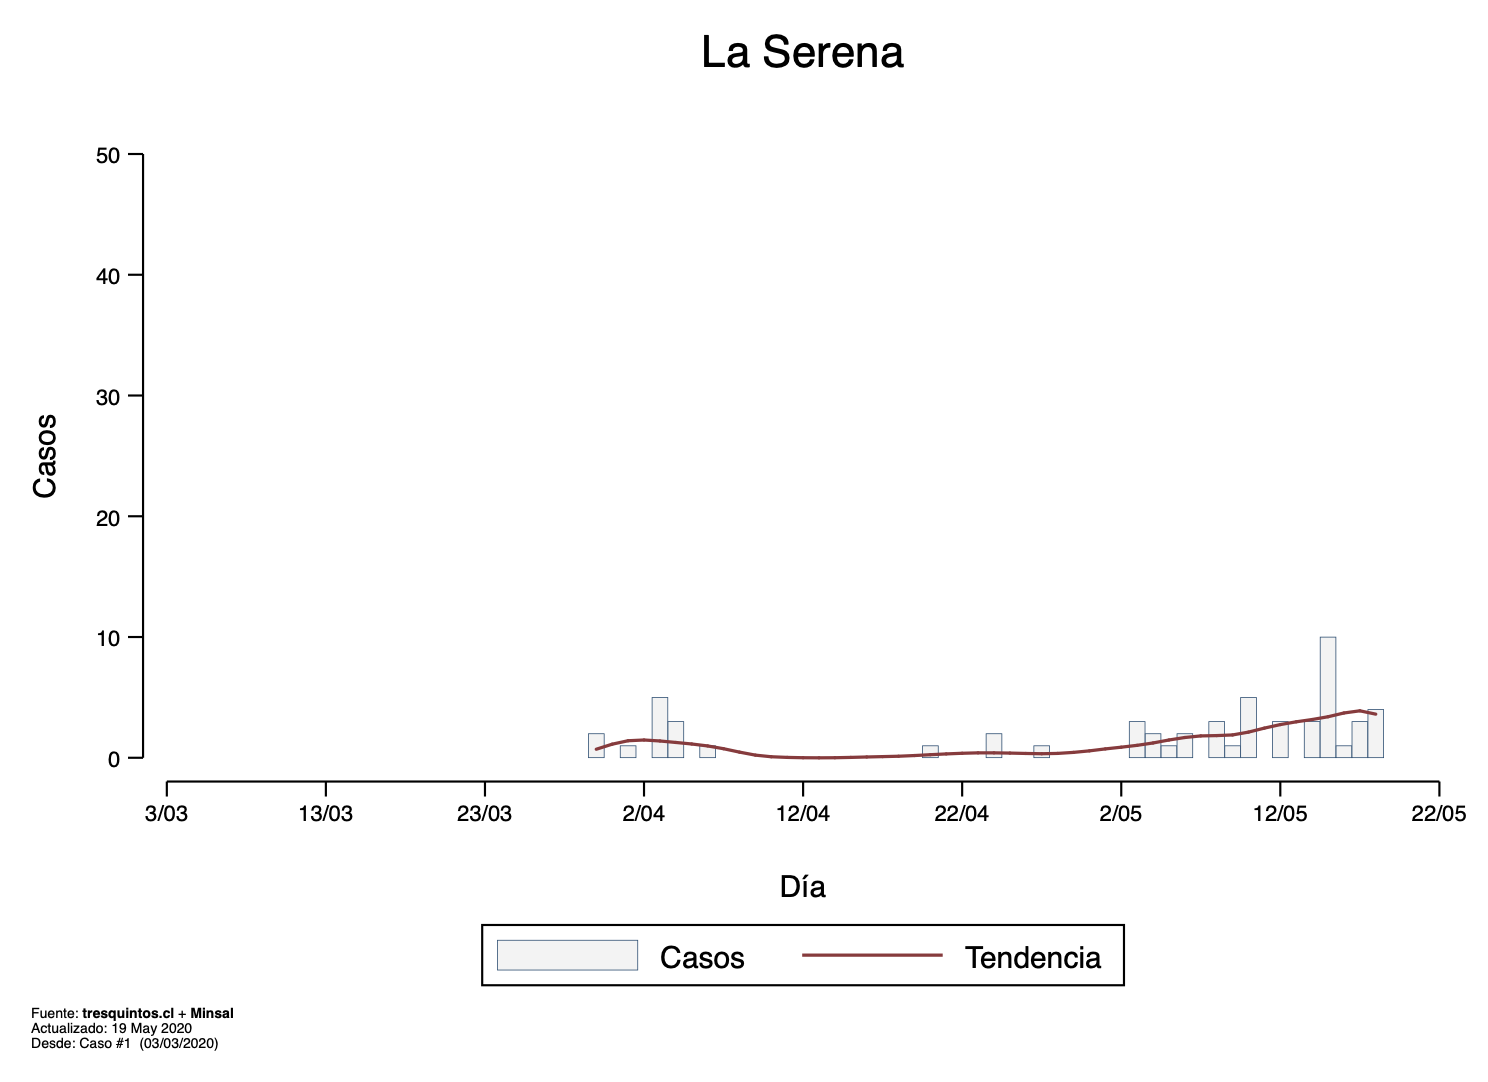 La Serena
50
40
30
20
10
0
Casos
3/03 13/03 23/03 2/04 12/04 22/04 2/05 12/05 22/05
Día
Casos Tendencia
Fuente: tresquintos.cl + Minsal
Actualizado: 19 May 2020
Desde: Caso #1 (03/03/2020)